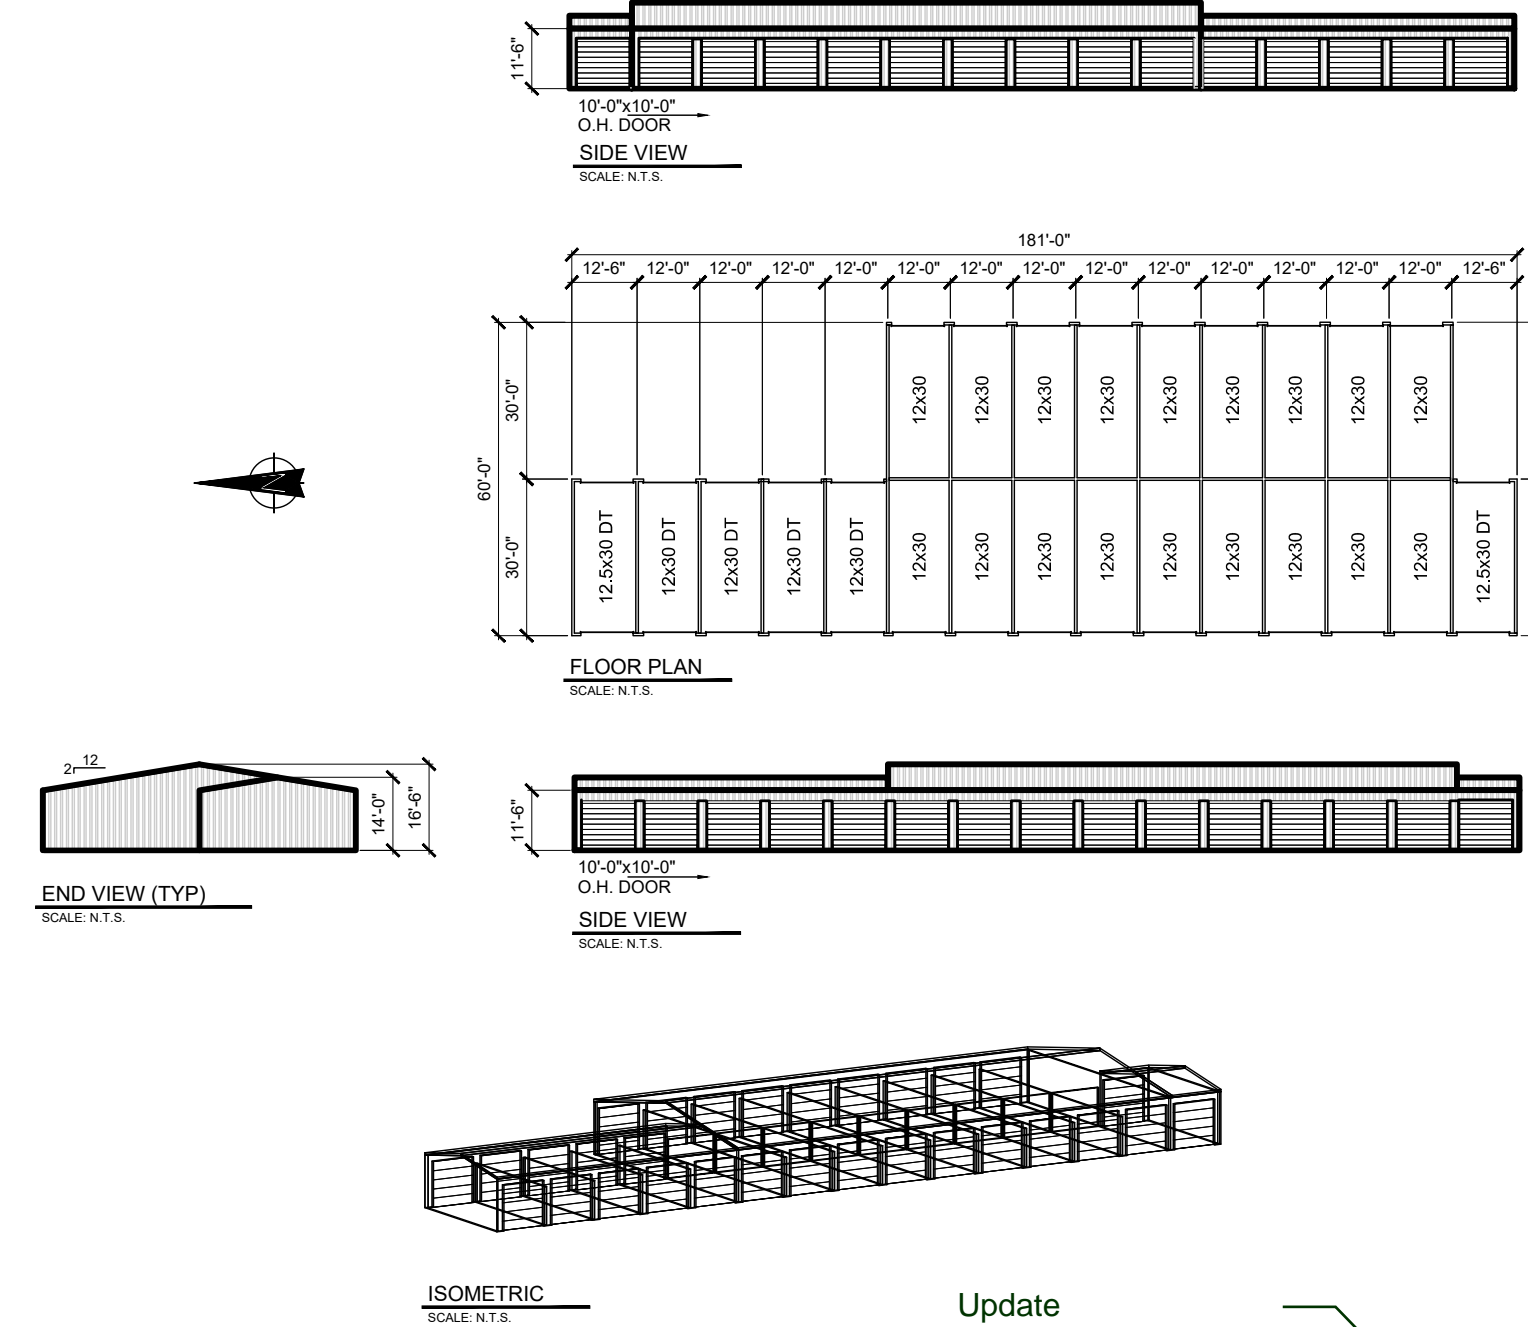 11'-6"
10'-0"x10'-0"
O.H. DOOR
SIDE VIEW
SCALE: N.T.S.
181'-0"
12'-6" 12'-0" 12'-0" 12'-0" 12'-0" 12'-0" 12'-0" 12'-0" 12'-0" 12'-0" 12'-0" 12'-0" 12'-0" 12'-0" 12'-6"
30'-0"
60'-0"
30'-0"
12x30 12x30 12x30 12x30 12x30 12x30 12x30 12x30 12x30
12.5x30 DT 12x30 DT 12x30 DT 12x30 DT 12x30 DT 12x30 12x30 12x30 12x30 12x30 12x30 12x30 12x30 12x30 12.5x30 DT
N
FLOOR PLAN
SCALE: N.T.S.
12
2
14'-0"
16'-6"
END VIEW (TYP)
SCALE: N.T.S.
11'-6"
10'-0"x10'-0"
O.H. DOOR
SIDE VIEW
SCALE: N.T.S.
ISOMETRIC
SCALE: N.T.S.
Update